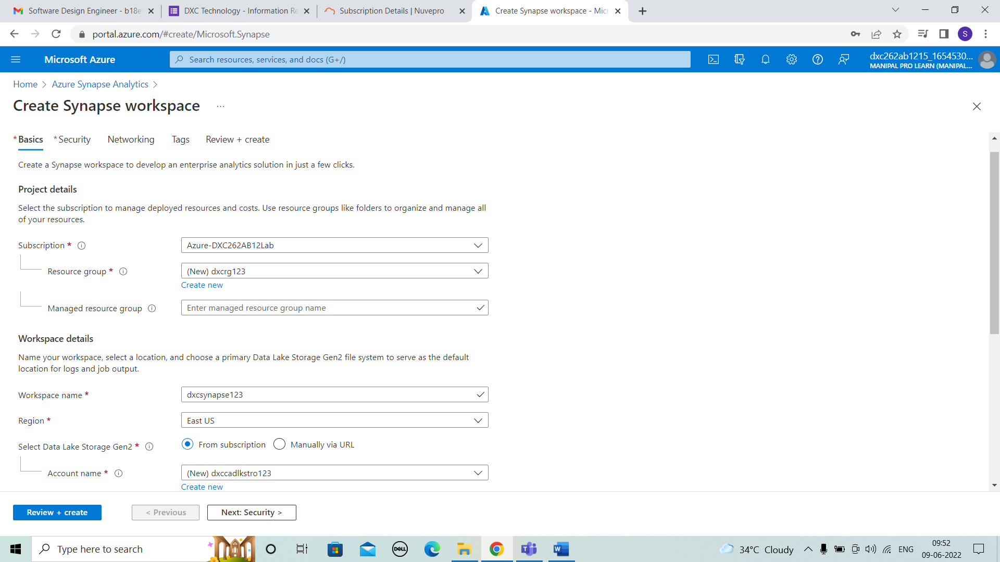 Software Design Engineer - b18e
DXC Technology - Information Re
Subscription Details | Nuvepro
Create Synapse workspace - Micr
portal.azure.com/#create/Microsoft.Synapse
S
Microsoft Azure
Search resources, services, and docs (G+/)
dxc262ab1215_1654530...
MANIPAL PRO LEARN (MANIPAL...
Home > Azure Synapse Analytics >
Create Synapse workspace ...
* Basics * Security Networking Tags Review + create
Create a Synapse workspace to develop an enterprise analytics solution in just a few clicks.
Project details
Select the subscription to manage deployed resources and costs. Use resource groups like folders to organize and manage all
of your resources.
Subscription *
Azure-DXC262AB12Lab
Resource group *
(New) dxcrg123
Create new
Managed resource group
Enter managed resource group name
Workspace details
Name your workspace, select a location, and choose a primary Data Lake Storage Gen2 file system to serve as the default
location for logs and job output.
Workspace name *
dxcsynapse123
Region *
East US
Select Data Lake Storage Gen2 *
From subscription Manually via URL
Account name *
(New) dxccadlkstro123
Create new
Review + create < Previous Next: Security >
Type here to search
DELL
34°C Cloudy
ENG
09:52
09-06-2022